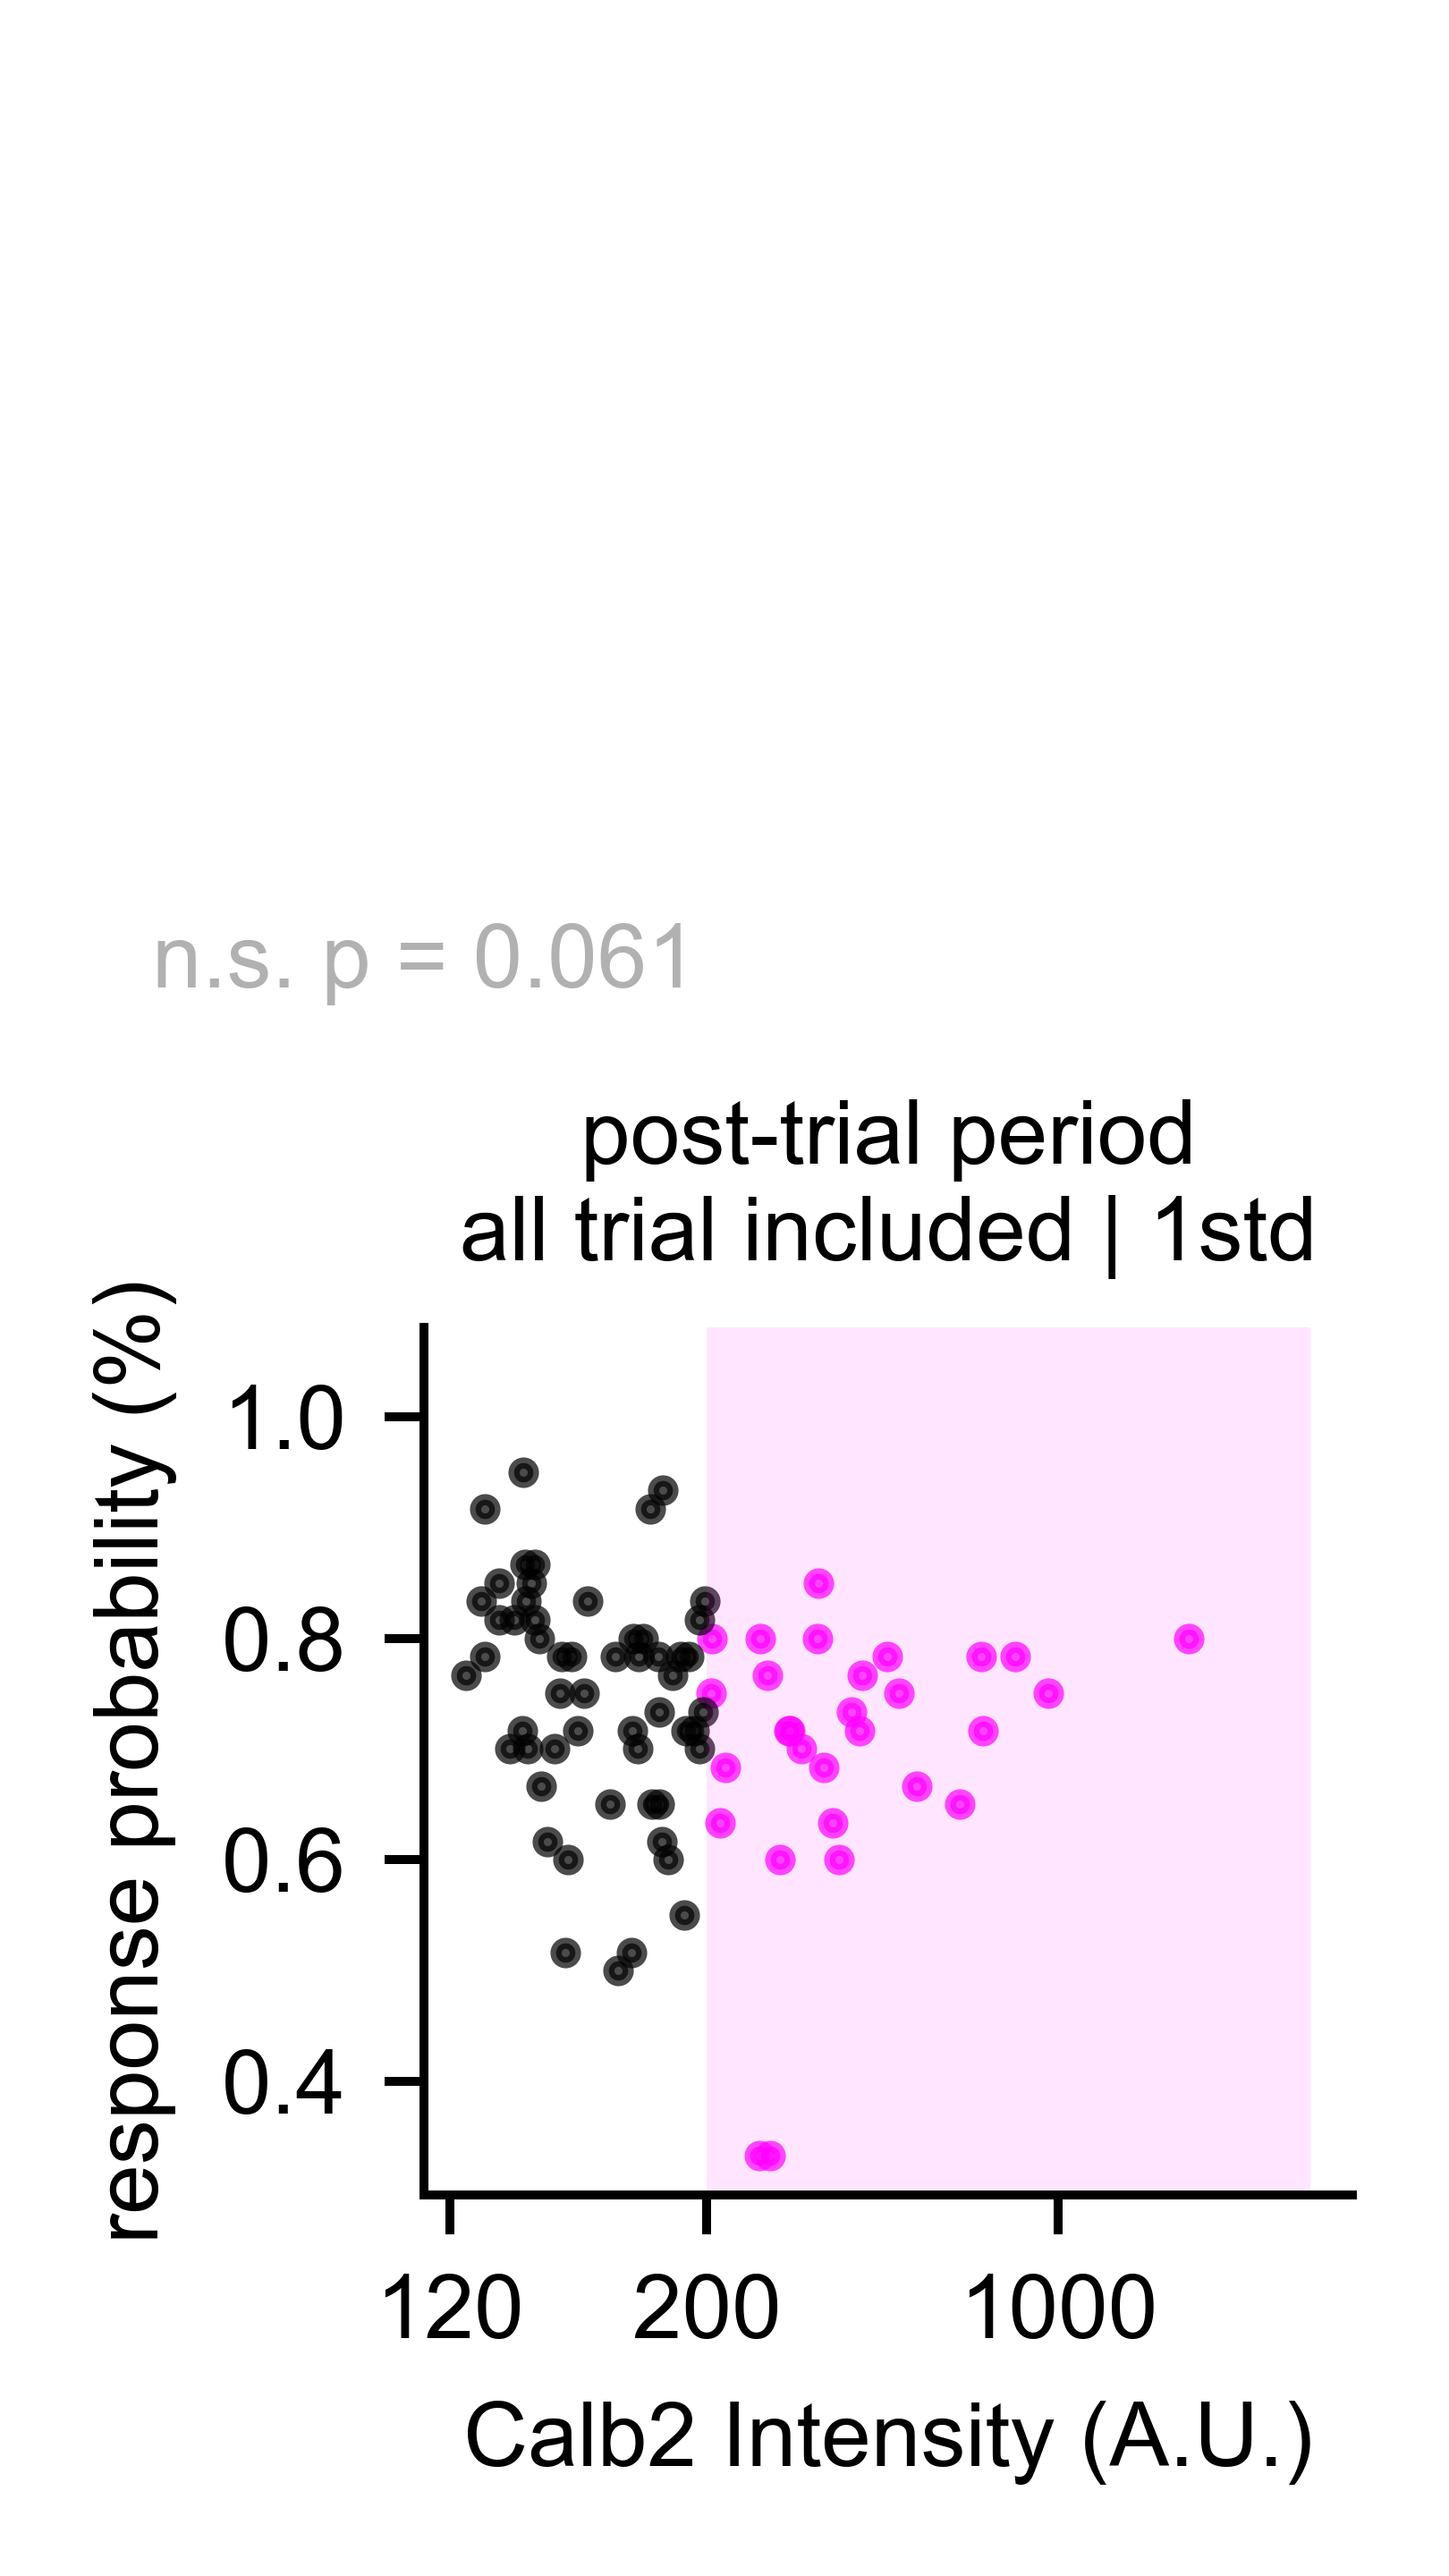 n.s. p = 0.061
post-trial period
all trial included | 1std
response probability (%)
1.0
0.8
0.6
0.4
120 200 1000
Calb2 Intensity (A.U.)